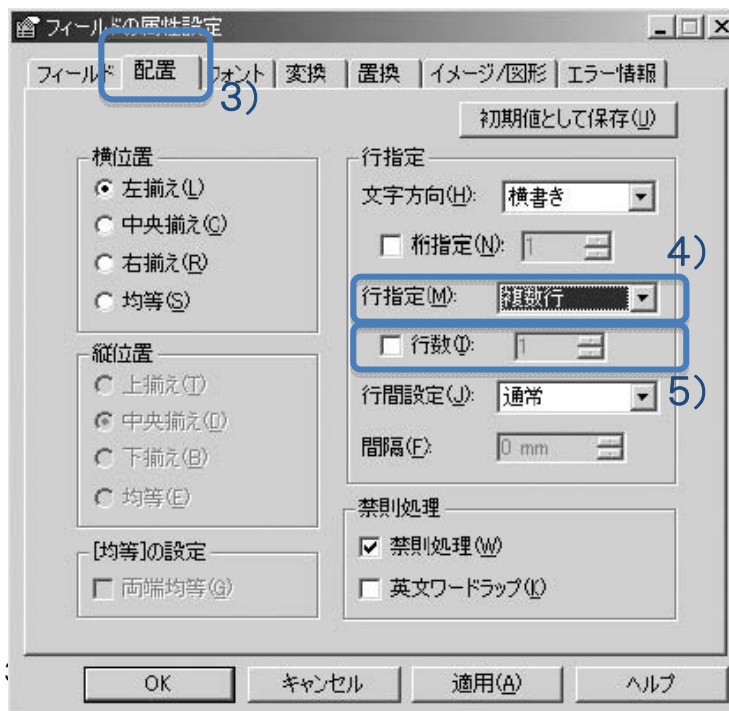 フィールドの属性設定
フィールド 配置 フォント 変換 置換 イメージ/図形 エラー情報
3)
初期値として保存(U)
横位置
左揃え(L)
中央揃え(C)
右揃え(R)
均等(S)
縦位置
上揃え(T)
中央揃え(D)
下揃え(B)
均等(E)
[均等]の設定
両端均等(G)
行指定
文字方向(H): 横書き
桁指定(N): 1
4)
行指定(M): 複数行
行数(I): 1
5)
行間設定(J): 通常
間隔(F): 0 mm
禁則処理
禁則処理(W)
英文ワードラップ(K)
OK キャンセル 適用(A) ヘルプ